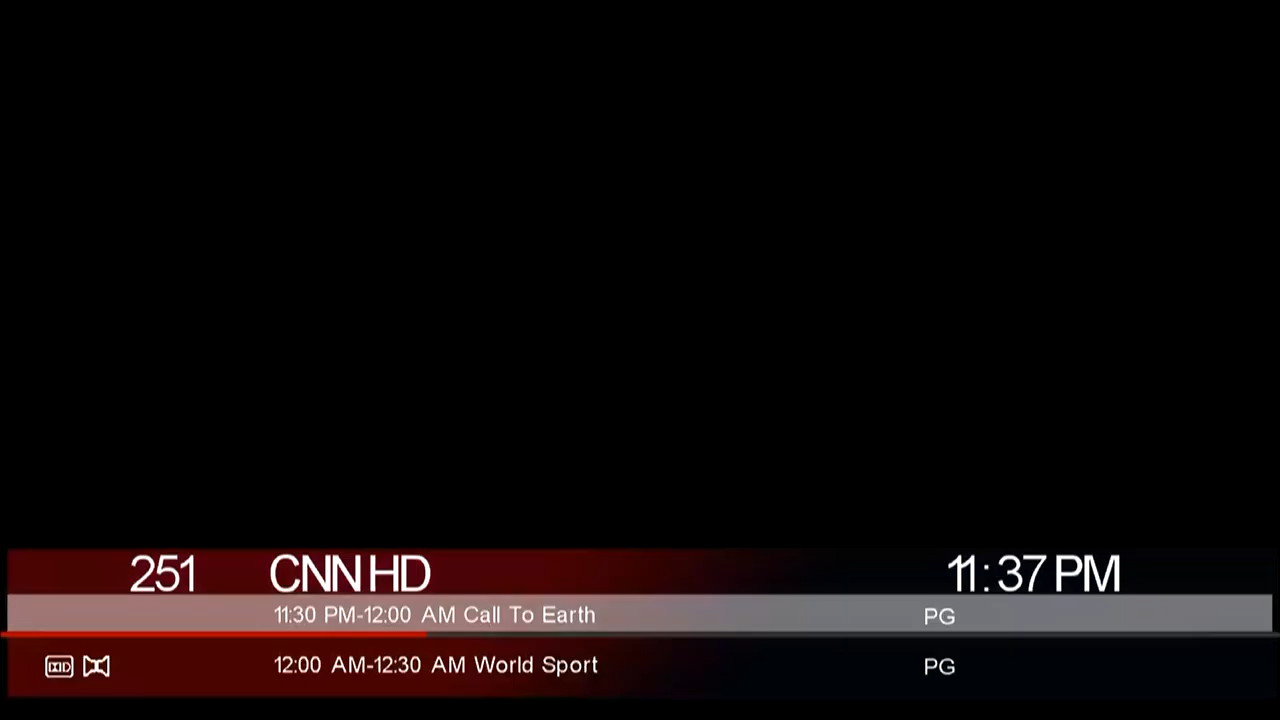 251 CNN HD 11:37 PM
11:30 PM-12:00 AM Call To Earth PG
12:00 AM-12:30 AM World Sport PG